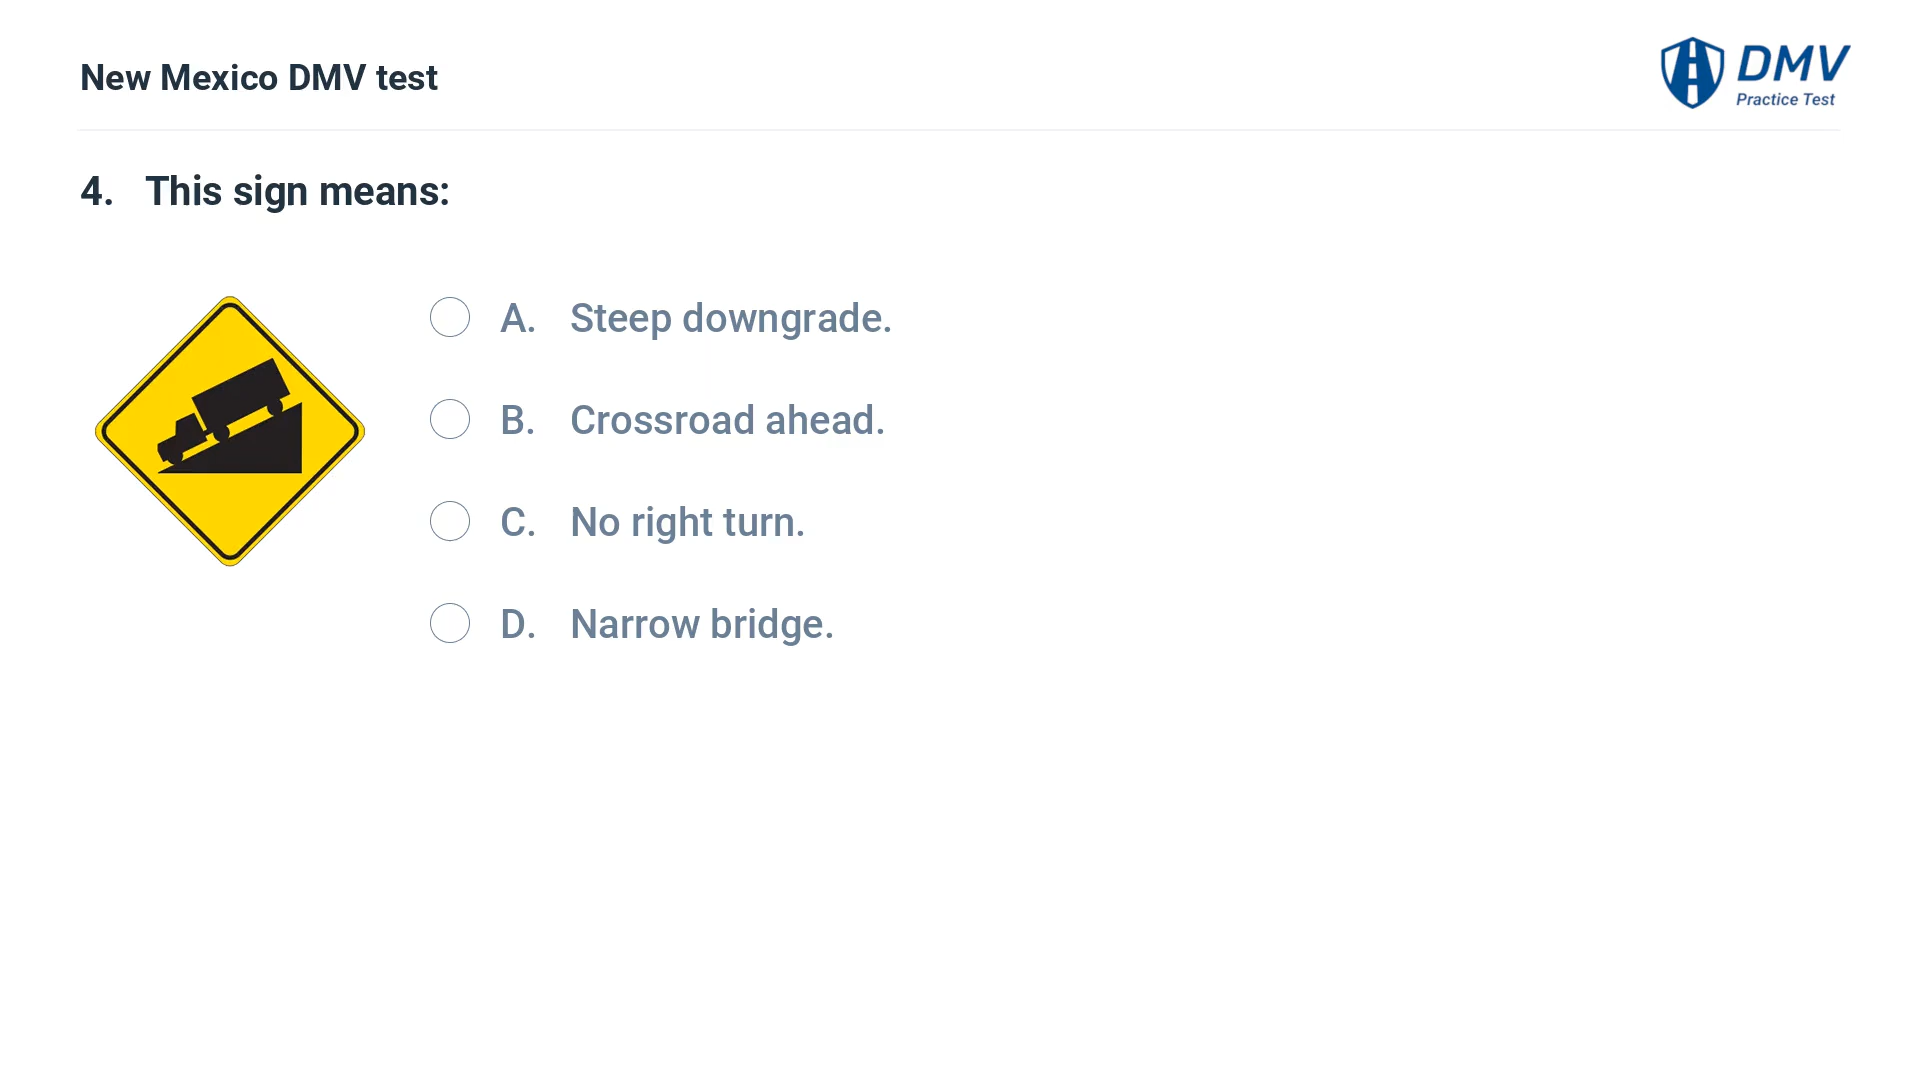 New Mexico DMV test
DMV
Practice Test
4. This sign means:
A. Steep downgrade.
B. Crossroad ahead.
C. No right turn.
D. Narrow bridge.